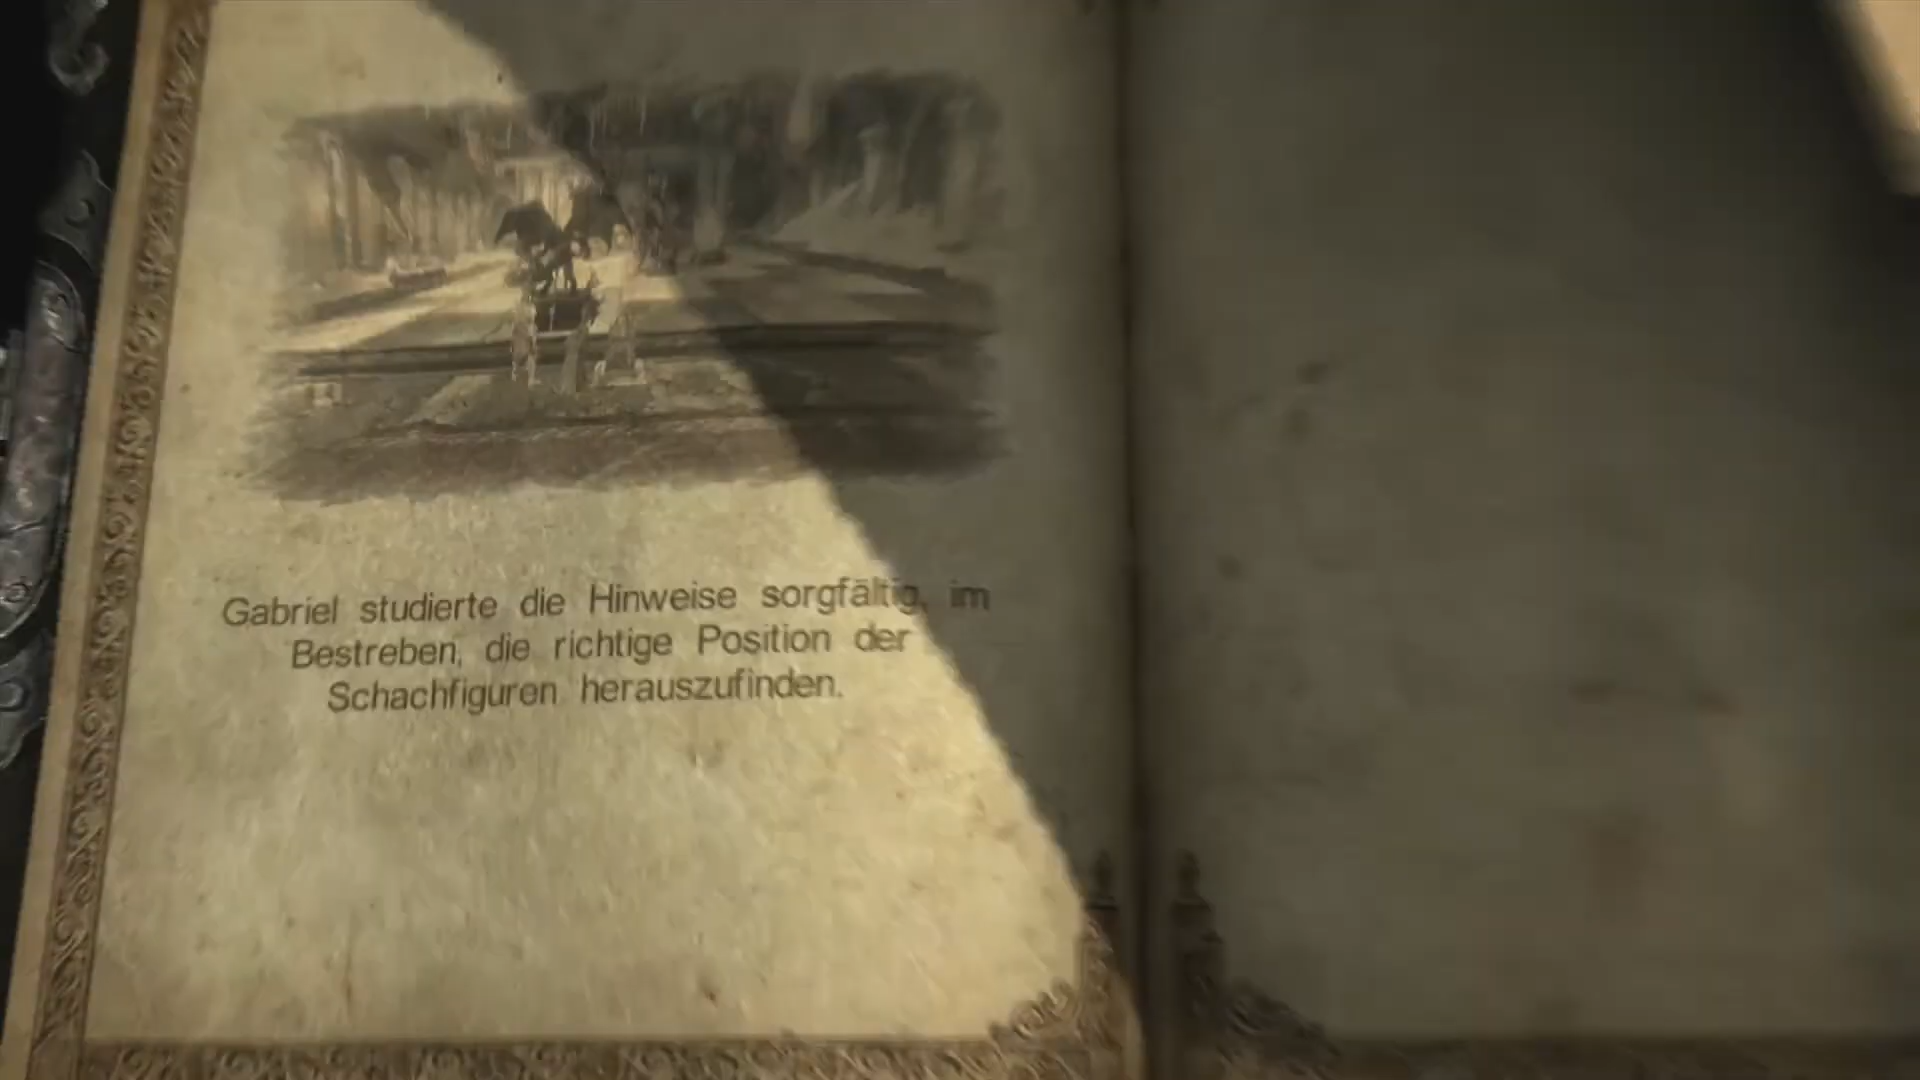 Gabriel studierte die Hinweise sorgfältig, im
Bestreben, die richtige Position der
Schachfiguren herauszufinden.